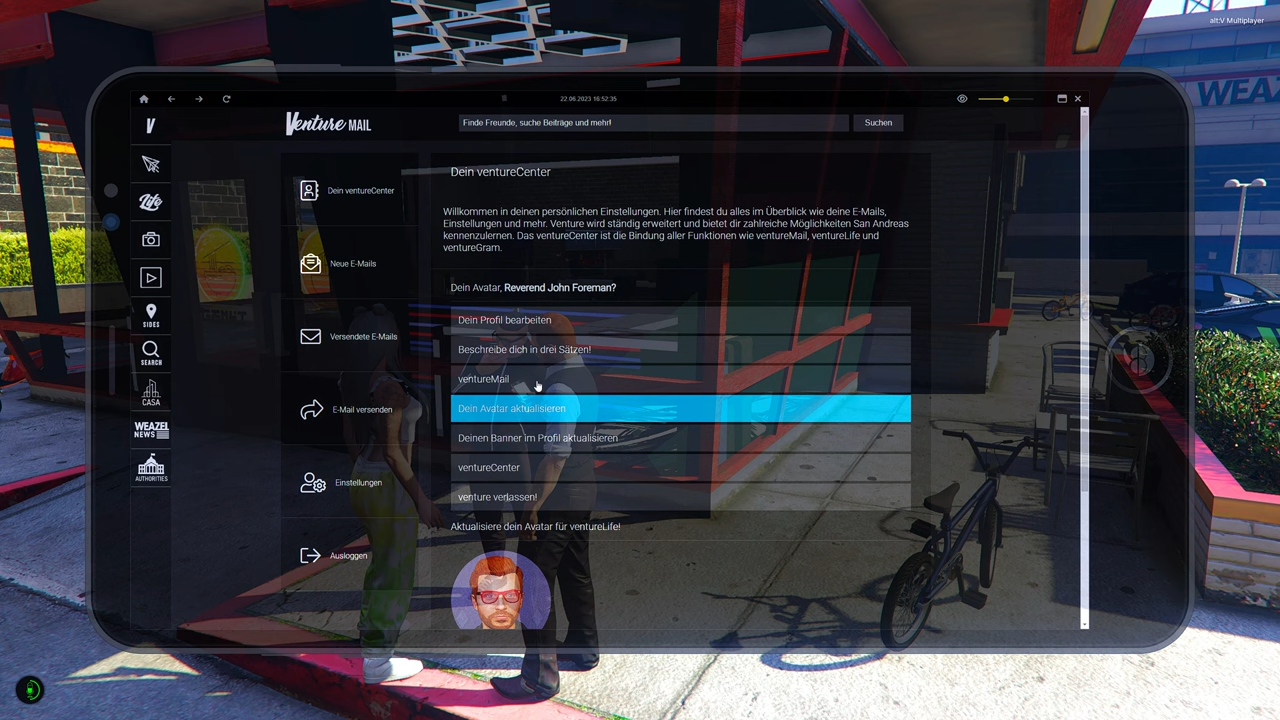 alt:V Multiplayer
22.06.2023 16:52:35
Venture MAIL
Finde Freunde, suche Beiträge und mehr!
Suchen
V
Life
SIDES
SEARCH
CASA
WEAZEL
NEWS
AUTHORITIES
Dein ventureCenter
Neue E-Mails
Versendete E-Mails
E-Mail versenden
Einstellungen
Ausloggen
Dein ventureCenter
Willkommen in deinen persönlichen Einstellungen. Hier findest du alles im Überblick wie deine E-Mails,
Einstellungen und mehr. Venture wird ständig erweitert und bietet dir zahlreiche Möglichkeiten San Andreas
kennenzulernen. Das ventureCenter ist die Bindung aller Funktionen wie ventureMail, ventureLife und
ventureGram.
Dein Avatar, Reverend John Foreman?
Dein Profil bearbeiten
Beschreibe dich in drei Sätzen!
ventureMail
Dein Avatar aktualisieren
Deinen Banner im Profil aktualisieren
ventureCenter
venture verlassen!
Aktualisiere dein Avatar für ventureLife!
WEAZ